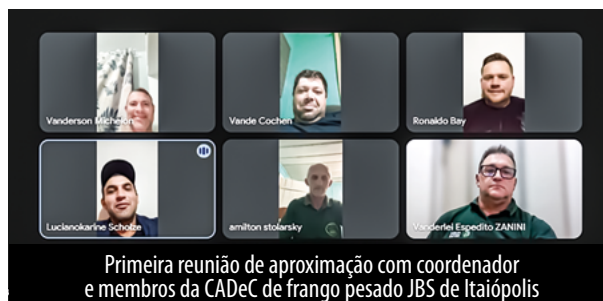 Vanderson Michelon
Vande Cochen
Ronaldo Bay
Lucianokarine Scholze
amilton stolarsky
Vanderlei Espedito ZANINI
Primeira reunião de aproximação com coordenador
e membros da CADeC de frango pesado JBS de Itaiópolis